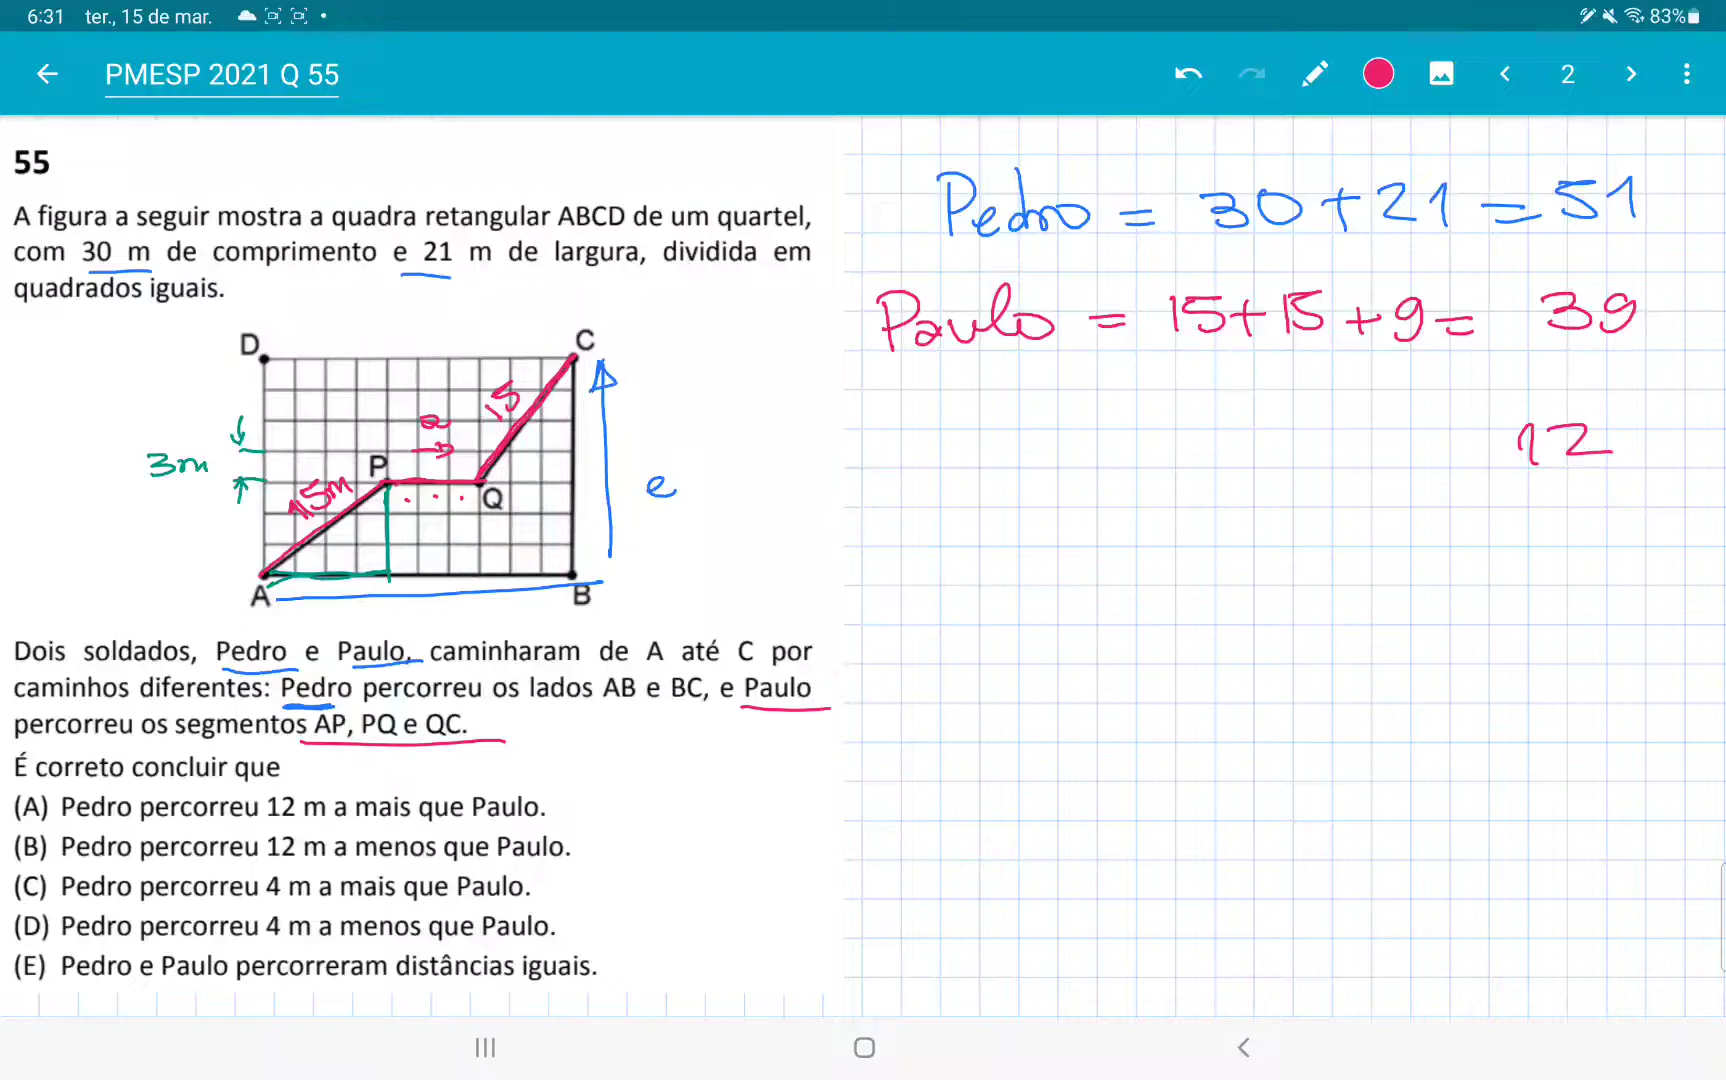 6:31 ter., 15 de mar.
83%
PMESP 2021 Q 55
2
55
A figura a seguir mostra a quadra retangular ABCD de um quartel,
com 30 m de comprimento e 21 m de largura, dividida em
quadrados iguais.
D
C
15
3m
P
15m
Q
e
A
B
Dois soldados, Pedro e Paulo, caminharam de A até C por
caminhos diferentes: Pedro percorreu os lados AB e BC, e Paulo
percorreu os segmentos AP, PQ e QC.
É correto concluir que
(A) Pedro percorreu 12 m a mais que Paulo.
(B) Pedro percorreu 12 m a menos que Paulo.
(C) Pedro percorreu 4 m a mais que Paulo.
(D) Pedro percorreu 4 m a menos que Paulo.
(E) Pedro e Paulo percorreram distâncias iguais.
Pedro = 30 + 21 = 51
Paulo = 15 + 15 + 9 = 39
12